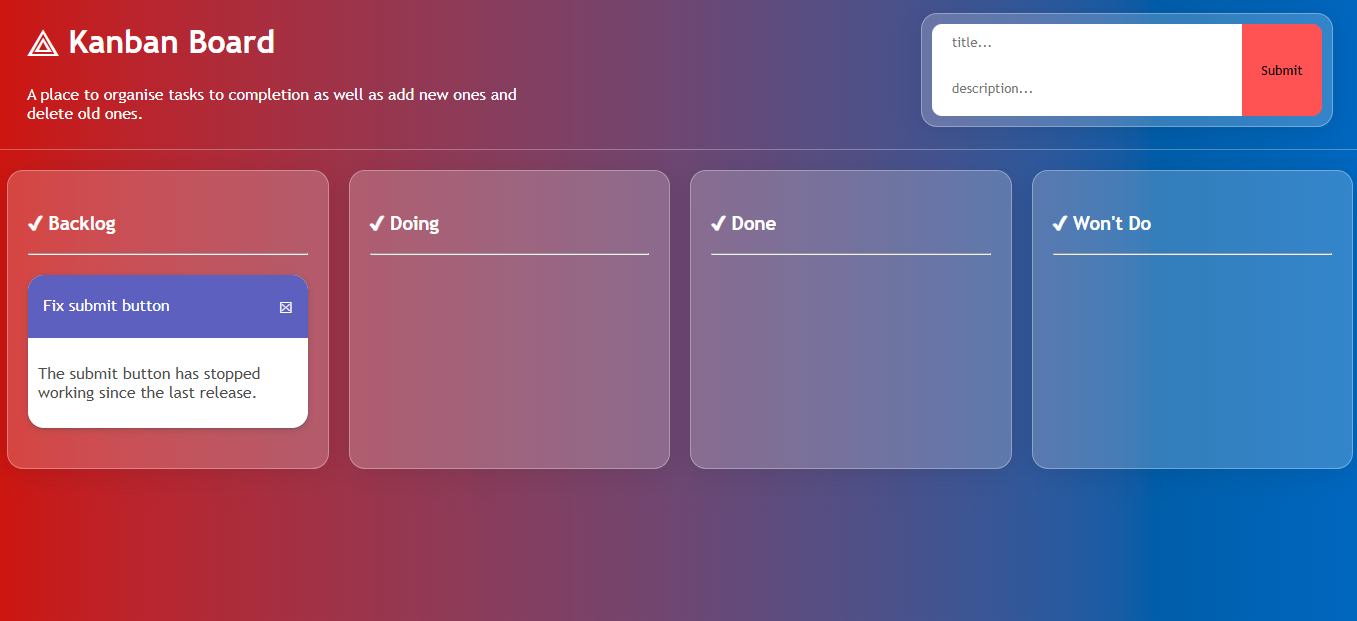 Kanban Board
A place to organise tasks to completion as well as add new ones and
delete old ones.
title...
description...
Submit
✔ Backlog
✔ Doing
✔ Done
✔ Won't Do
Fix submit button
The submit button has stopped
working since the last release.